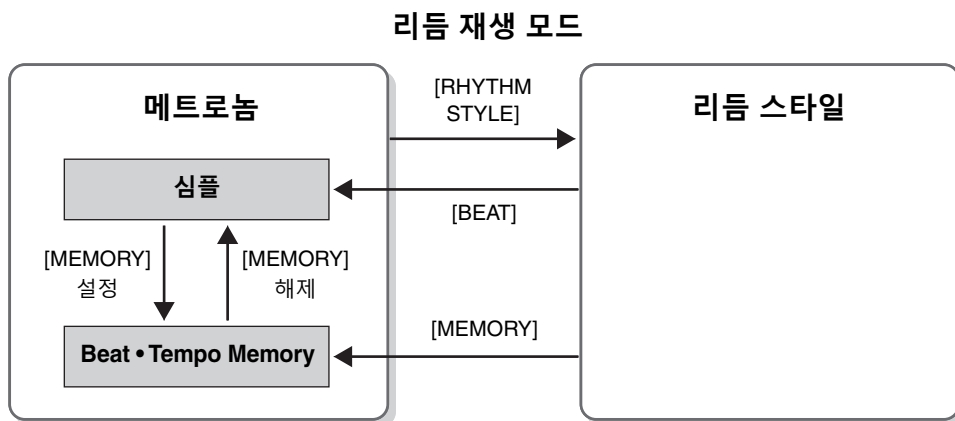 리듬 재생 모드
메트로놈
[RHYTHM
STYLE]
리듬 스타일
심플
[BEAT]
[MEMORY]
설정
[MEMORY]
해제
[MEMORY]
Beat • Tempo Memory